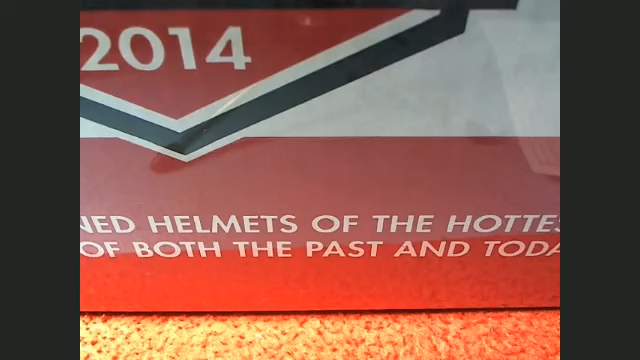 2014
NED HELMETS OF THE HOTTES
OF BOTH THE PAST AND TODA